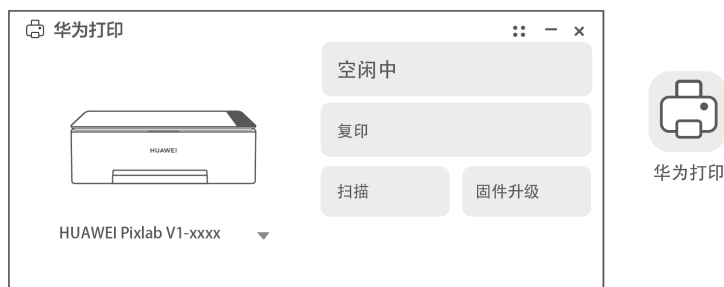 华为打印
空闲中
复印
HUAWEI
扫描
固件升级
HUAWEI Pixlab V1-xxxx
华为打印